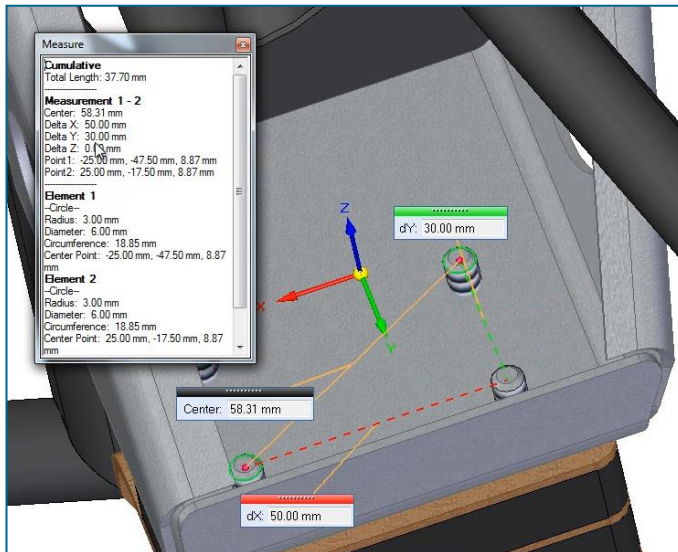 Measure
Cumulative
Total Length: 37.70 mm
--------------------
Measurement 1 - 2
Center: 58.31 mm
Delta X: 50.00 mm
Delta Y: 30.00 mm
Delta Z: mm
Point1: -25.00 mm, -47.50 mm, 8.87 mm
Point2: 25.00 mm, -17.50 mm, 8.87 mm
--------------------
Element 1
--Circle--
Radius: 3.00 mm
Diameter: 6.00 mm
Circumference: 18.85 mm
Center Point: -25.00 mm, -47.50 mm, 8.87
mm
Element 2
--Circle--
Radius: 3.00 mm
Diameter: 6.00 mm
Circumference: 18.85 mm
Center Point: 25.00 mm, -17.50 mm, 8.87
mm
Z
X
Y
dY: 30.00 mm
Center: 58.31 mm
dX: 50.00 mm